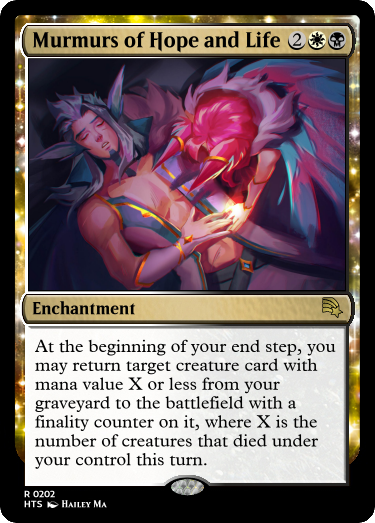 Murmurs of Hope and Life 2
Enchantment
At the beginning of your end step, you
may return target creature card with
mana value X or less from your
graveyard to the battlefield with a
finality counter on it, where X is the
number of creatures that died under
your control this turn.
R 0202
HTS Hailey Ma